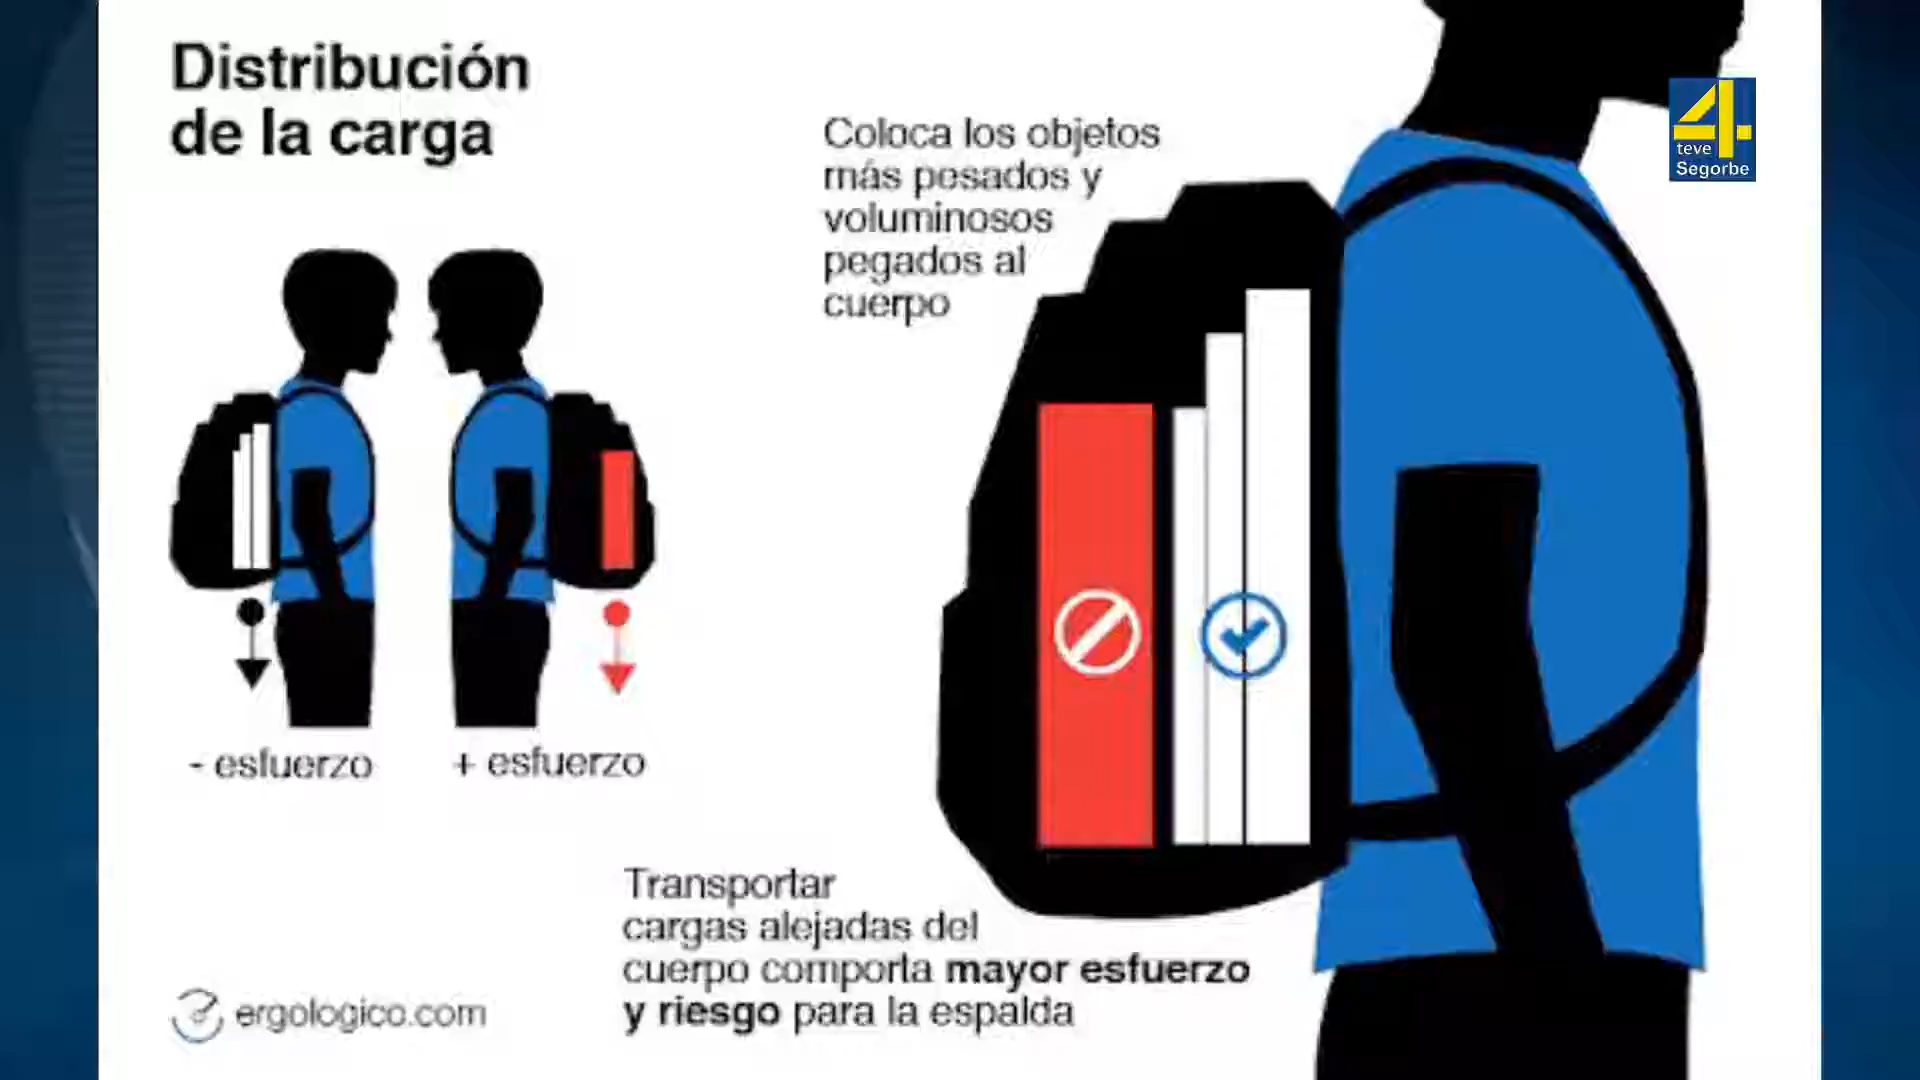 Distribución
de la carga
Coloca los objetos
más pesados y
voluminosos
pegados al
cuerpo
4
teve
Segorbe
- esfuerzo
+ esfuerzo
Transportar
cargas alejadas del
cuerpo comporta mayor esfuerzo
y riesgo para la espalda
ergologico.com